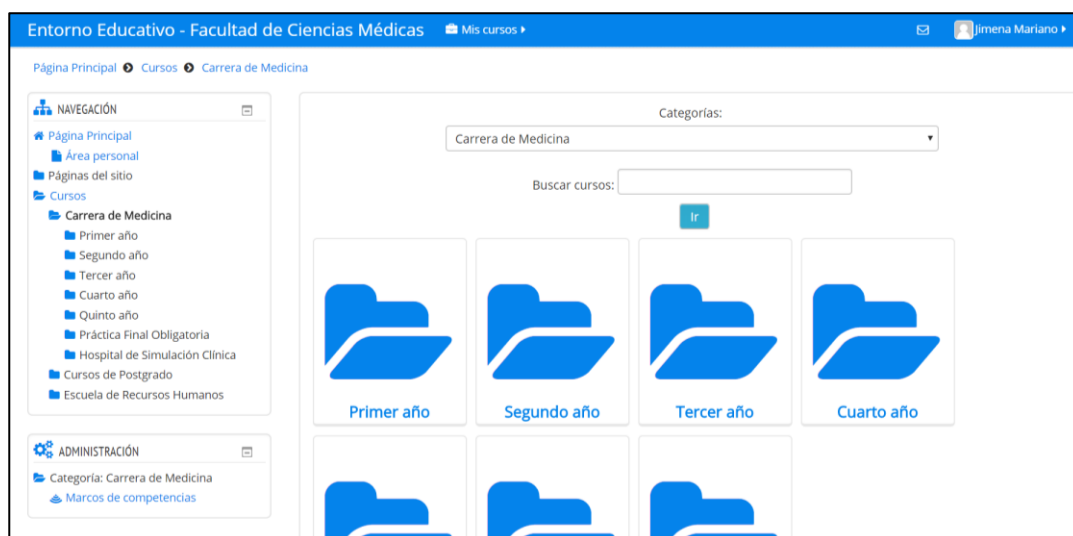 Entorno Educativo - Facultad de Ciencias Médicas Mis cursos Jimena Mariano
Página Principal Cursos Carrera de Medicina
NAVEGACIÓN
Página Principal
Área personal
Páginas del sitio
Cursos
Carrera de Medicina
Primer año
Segundo año
Tercer año
Cuarto año
Quinto año
Práctica Final Obligatoria
Hospital de Simulación Clínica
Cursos de Postgrado
Escuela de Recursos Humanos
ADMINISTRACIÓN
Categoría: Carrera de Medicina
Marcos de competencias
Categorías:
Carrera de Medicina
Buscar cursos:
Ir
Primer año Segundo año Tercer año Cuarto año